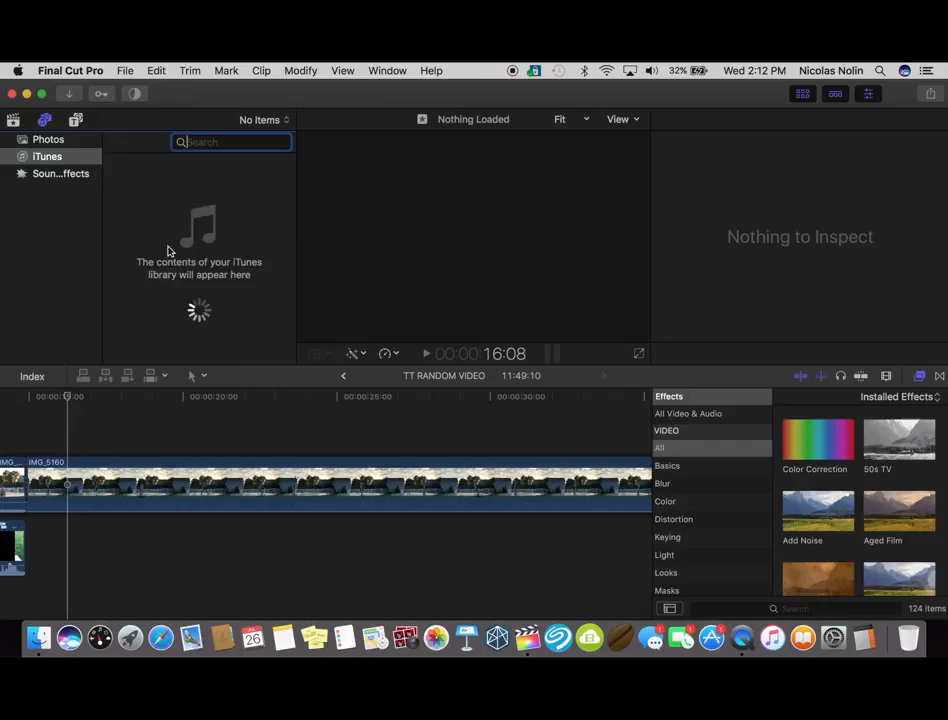 Final Cut Pro File Edit Trim Mark Clip Modify View Window Help 32% Wed 2:12 PM Nicolas Nolin
No Items
Nothing Loaded Fit View
Photos
iTunes
Soun...ffects
Search
The contents of your iTunes
library will appear here
Nothing to Inspect
00:00:16:08
Index
TT RANDOM VIDEO 11:49:10
00:00:20:00 00:00:25:00 00:00:30:00
Effects
Installed Effects
All Video & Audio
VIDEO
All
Basics
Blur
Color
Distortion
Keying
Light
Looks
Masks
Color Correction
50s TV
Add Noise
Aged Film
Search
124 items
IMG_...
IMG_5160
26